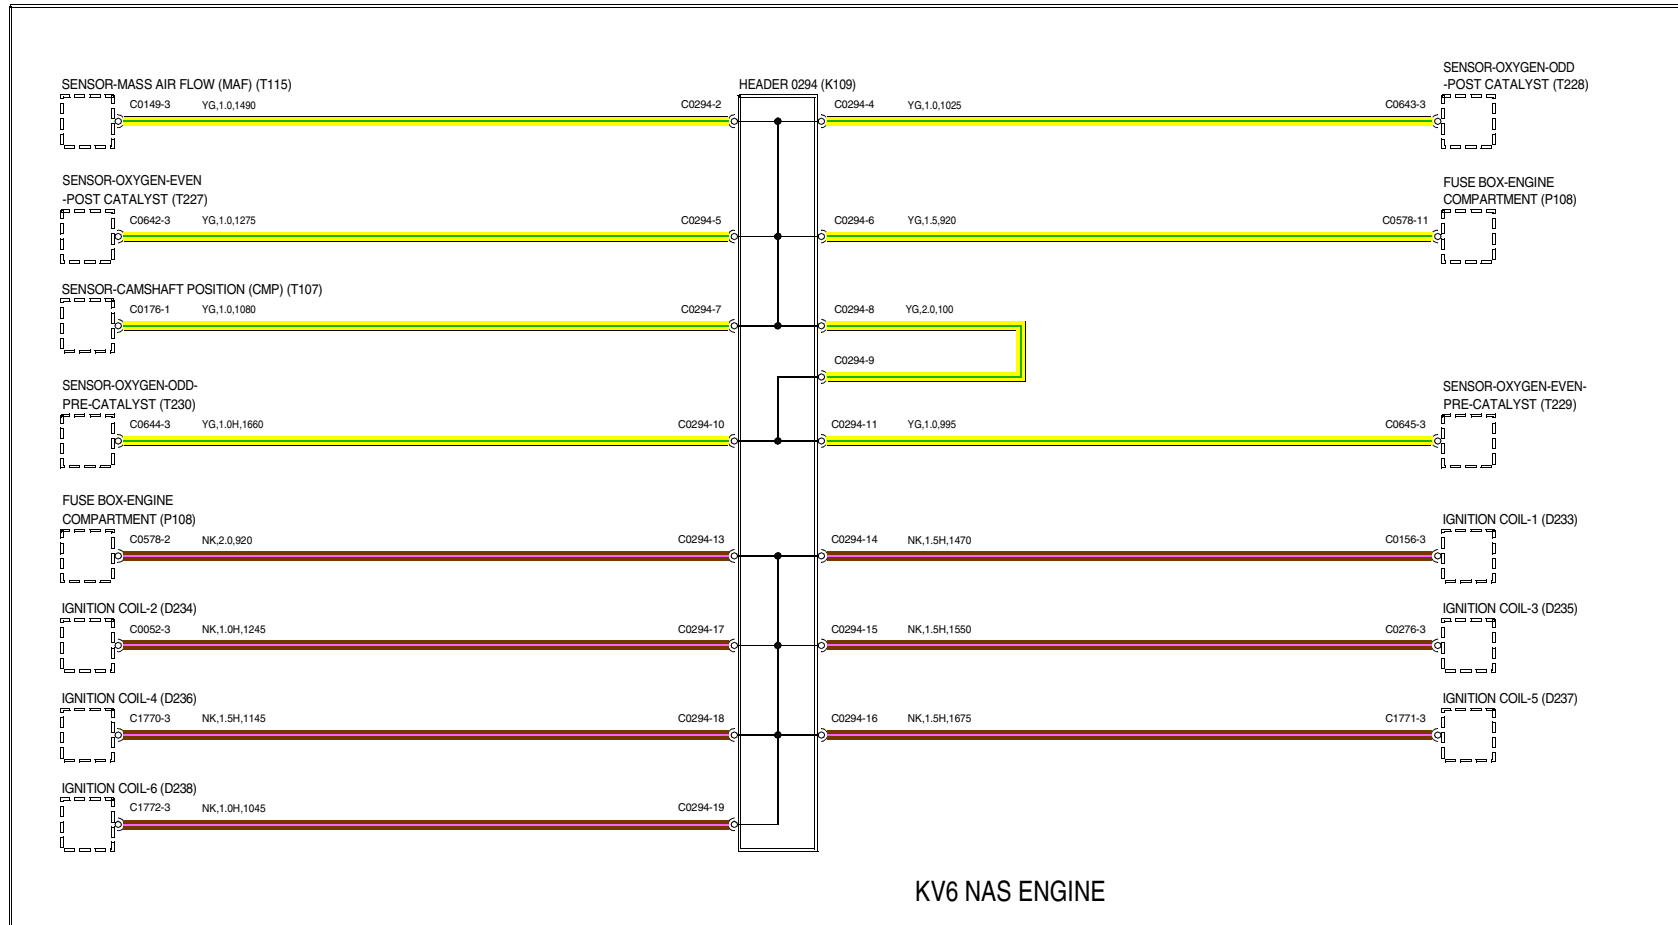 SENSOR-MASS AIR FLOW (MAF) (T115)
C0149-3 YG,1.0,1490 C0294-2
HEADER 0294 (K109)
C0294-4 YG,1.0,1025 C0643-3
SENSOR-OXYGEN-ODD
-POST CATALYST (T228)
SENSOR-OXYGEN-EVEN
-POST CATALYST (T227)
C0642-3 YG,1.0,1275 C0294-5
C0294-6 YG,1.5,920 C0578-11
FUSE BOX-ENGINE
COMPARTMENT (P108)
SENSOR-CAMSHAFT POSITION (CMP) (T107)
C0176-1 YG,1.0,1080 C0294-7
C0294-8 YG,2.0,100
C0294-9
SENSOR-OXYGEN-ODD-
PRE-CATALYST (T230)
C0644-3 YG,1.0H,1660 C0294-10
C0294-11 YG,1.0,995 C0645-3
SENSOR-OXYGEN-EVEN-
PRE-CATALYST (T229)
FUSE BOX-ENGINE
COMPARTMENT (P108)
C0578-2 NK,2.0,920 C0294-13
C0294-14 NK,1.5H,1470 C0156-3
IGNITION COIL-1 (D233)
IGNITION COIL-2 (D234)
C0052-3 NK,1.0H,1245 C0294-17
C0294-15 NK,1.5H,1550 C0276-3
IGNITION COIL-3 (D235)
IGNITION COIL-4 (D236)
C1770-3 NK,1.5H,1145 C0294-18
C0294-16 NK,1.5H,1675 C1771-3
IGNITION COIL-5 (D237)
IGNITION COIL-6 (D238)
C1772-3 NK,1.0H,1045 C0294-19
KV6 NAS ENGINE